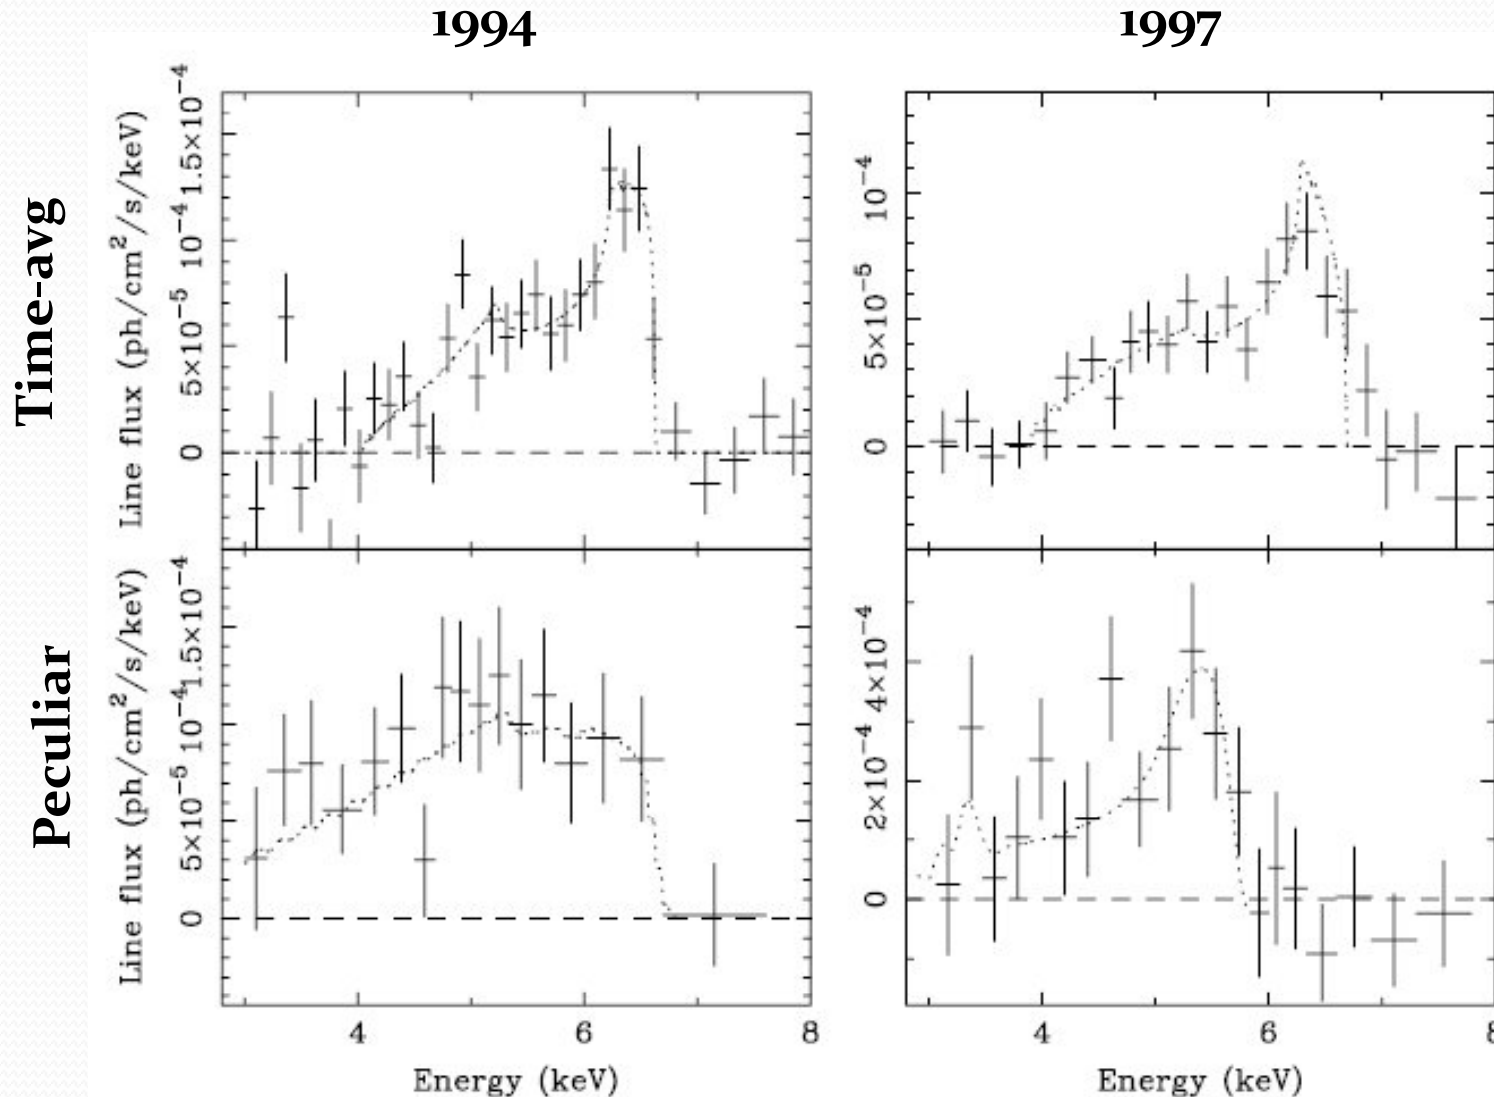 1994
1997
Time-avg
Line flux (ph/cm²/s/keV)
1.5×10⁻⁴
10⁻⁴
5×10⁻⁵
0
10⁻⁴
5×10⁻⁵
0
Peculiar
Line flux (ph/cm²/s/keV)
1.5×10⁻⁴
10⁻⁴
5×10⁻⁵
0
4×10⁻⁴
2×10⁻⁴
0
4 6 8
4 6 8
Energy (keV)
Energy (keV)